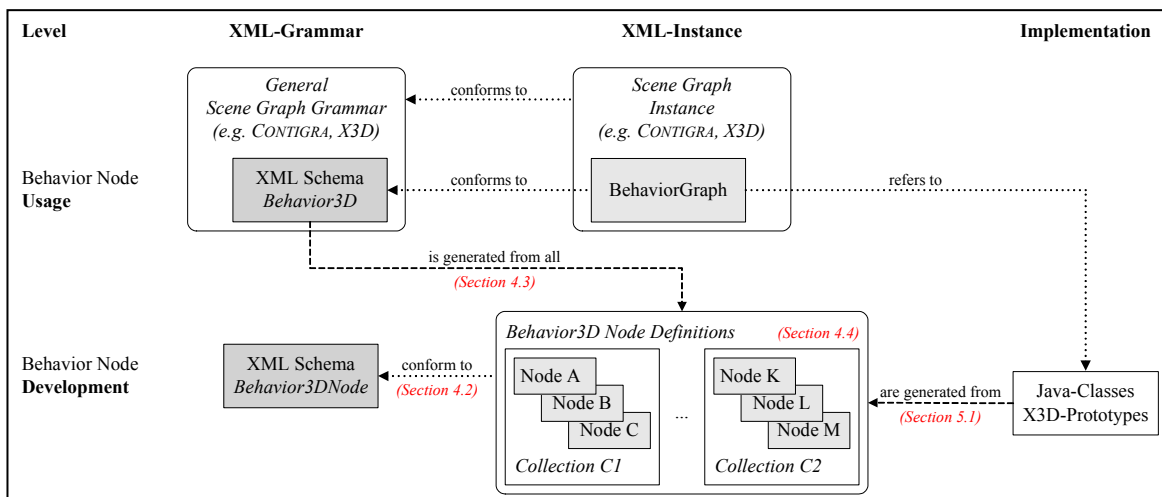 Level XML-Grammar XML-Instance Implementation
General
Scene Graph Grammar
(e.g. CONTIGRA, X3D)
conforms to
Scene Graph
Instance
(e.g. CONTIGRA, X3D)
Behavior Node
Usage
XML Schema
Behavior3D
conforms to
BehaviorGraph
refers to
is generated from all
(Section 4.3)
Behavior3D Node Definitions (Section 4.4)
Behavior Node
Development
XML Schema
Behavior3DNode
conform to
(Section 4.2)
Node A
Node B
Node C
Collection C1
...
Node K
Node L
Node M
Collection C2
are generated from
(Section 5.1)
Java-Classes
X3D-Prototypes